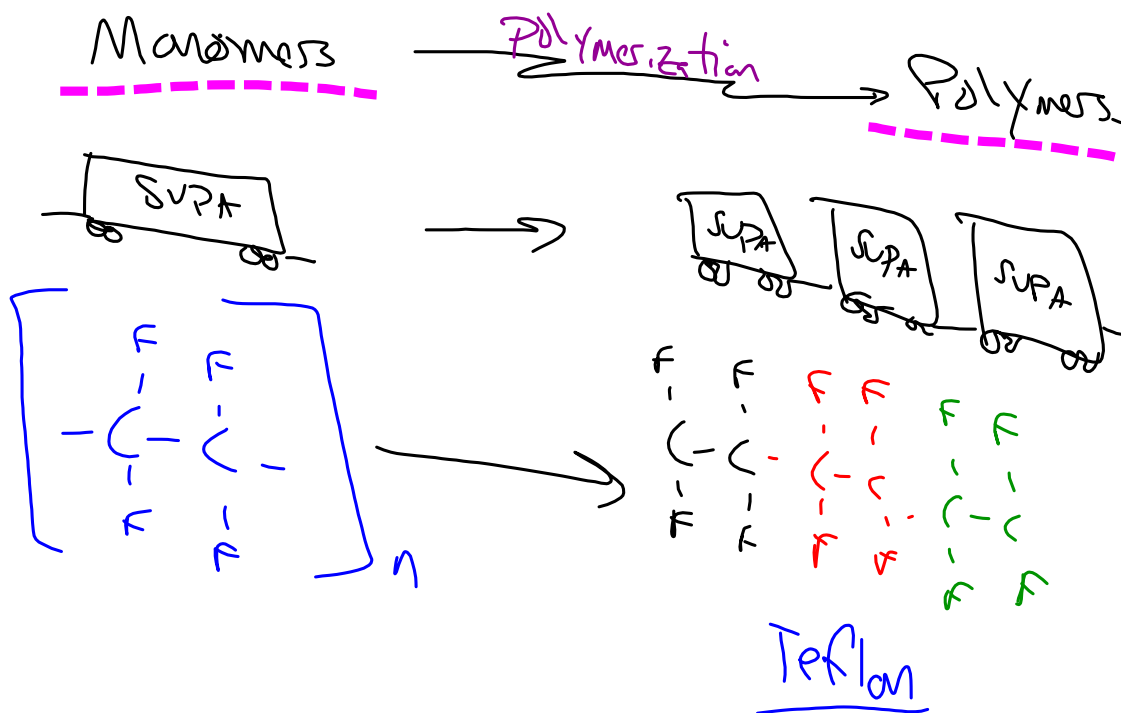 Monomers Polymerization Polymers
SUPA SUPA SUPA SUPA
F F F F F F F F
- C - C - C - C - C - C - C - C
F F F F F F F F
n
Teflon